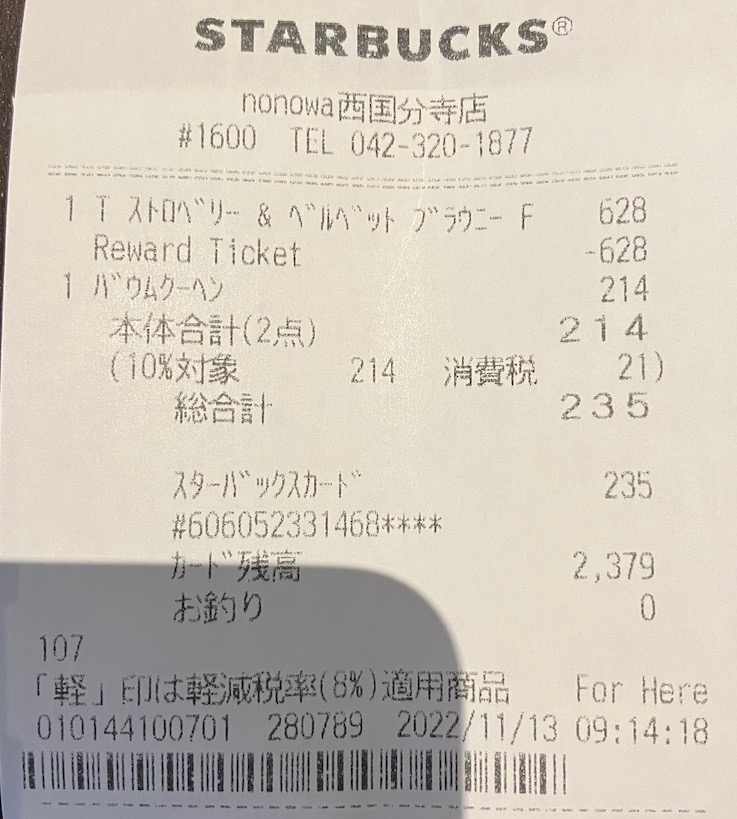 STARBUCKS®
nonowa西国分寺店
#1600 TEL 042-320-1877
1 T ストロベリー & ベルベット ブラウニー F 628
Reward Ticket -628
1 バウムクーヘン 214
本体合計(2点) 214
(10%対象 214 消費税 21)
総合計 235
スターバックスカード 235
#606052331468****
カード残高 2,379
お釣り 0
107
「軽」印は軽減税率(8%)適用商品 For Here
010144100701 280789 2022/11/13 09:14:18